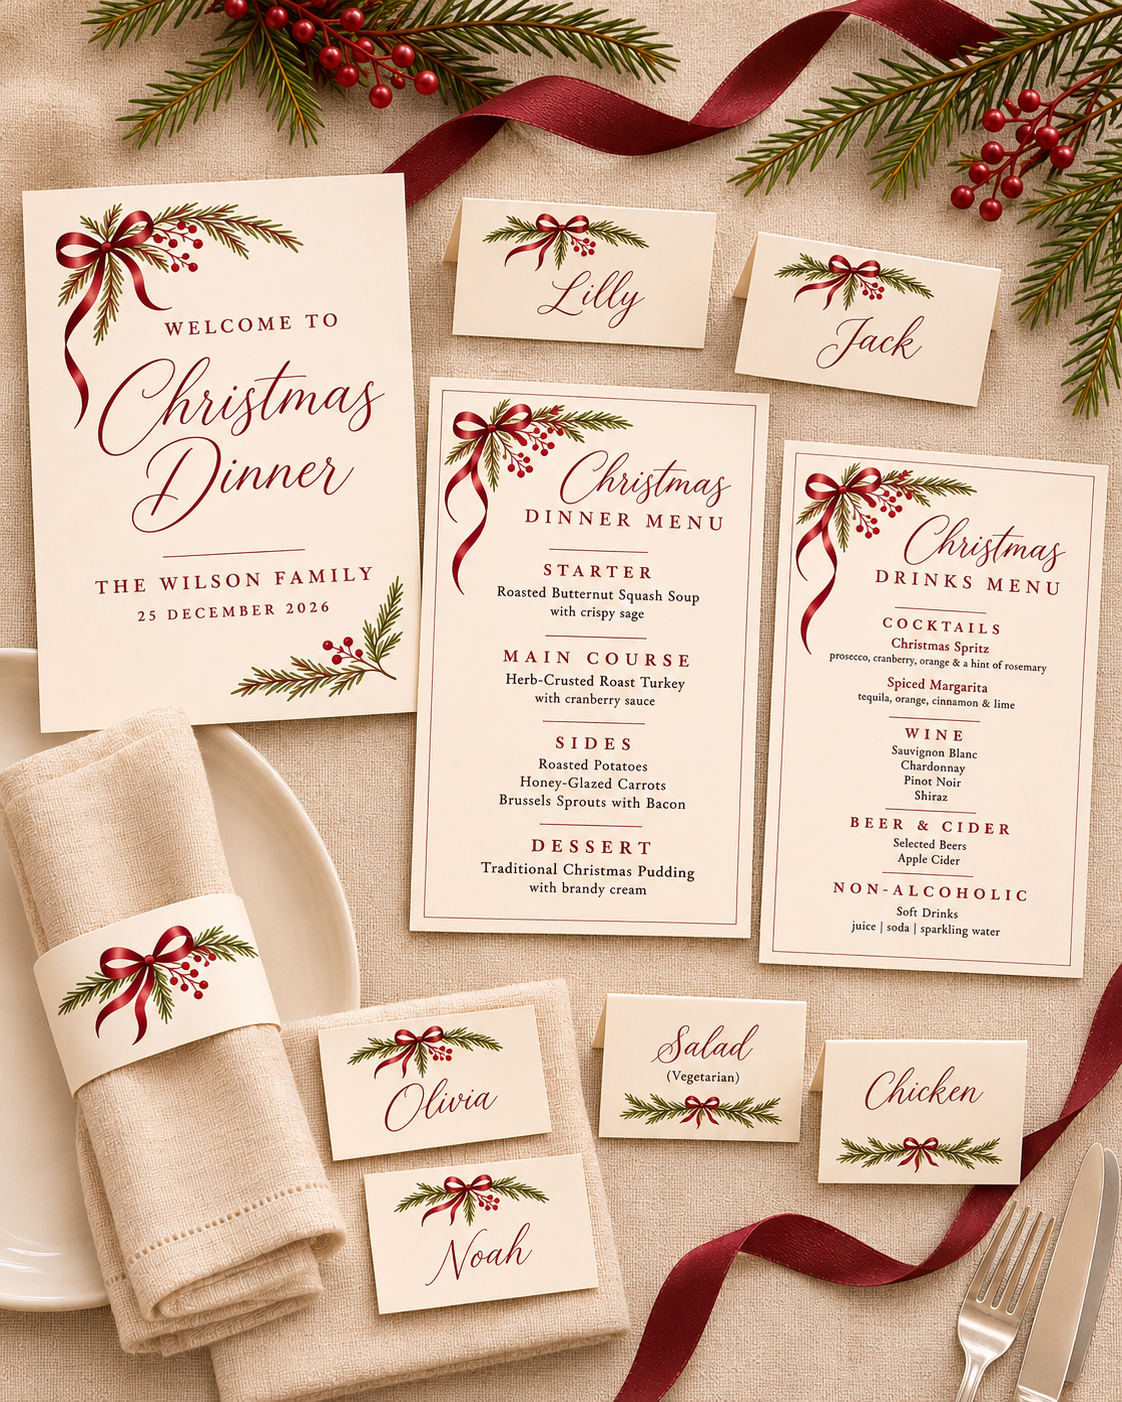 WELCOME TO
Christmas
Dinner
THE WILSON FAMILY
25 DECEMBER 2026
Lilly
Jack
Christmas
DINNER MENU
STARTER
Roasted Butternut Squash Soup
with crispy sage
MAIN COURSE
Herb-Crusted Roast Turkey
with cranberry sauce
SIDES
Roasted Potatoes
Honey-Glazed Carrots
Brussels Sprouts with Bacon
DESSERT
Traditional Christmas Pudding
with brandy cream
Christmas
DRINKS MENU
COCKTAILS
Christmas Spritz
prosecco, cranberry, orange & a hint of rosemary
Spiced Margarita
tequila, orange, cinnamon & lime
WINE
Sauvignon Blanc
Chardonnay
Pinot Noir
Shiraz
BEER & CIDER
Selected Beers
Apple Cider
NON-ALCOHOLIC
Soft Drinks
juice | soda | sparkling water
Olivia
Noah
Salad
(Vegetarian)
Chicken